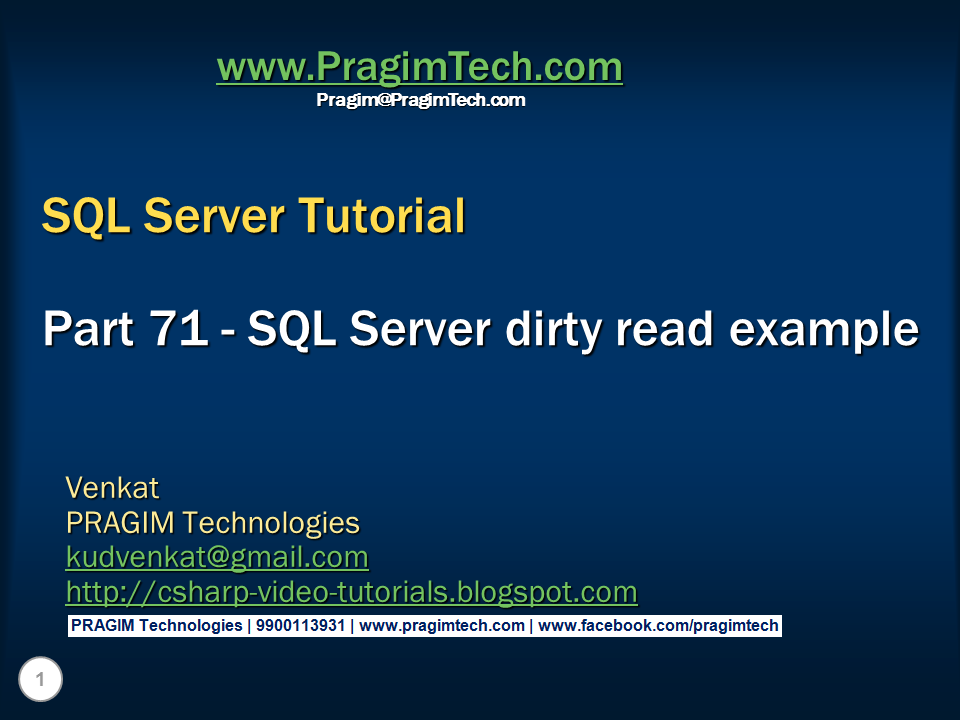 www.PragimTech.com
Pragim@PragimTech.com
SQL Server Tutorial
Part 71 - SQL Server dirty read example
Venkat
PRAGIM Technologies
kudvenkat@gmail.com
http://csharp-video-tutorials.blogspot.com
PRAGIM Technologies | 9900113931 | www.pragimtech.com | www.facebook.com/pragimtech
1